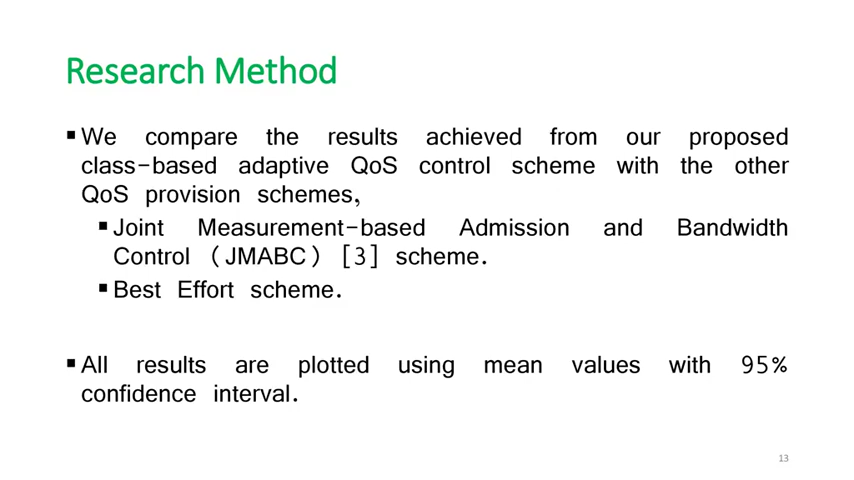 Research Method
▪We compare the results achieved from our proposed
class-based adaptive QoS control scheme with the other
QoS provision schemes,
▪Joint Measurement-based Admission and Bandwidth
Control (JMABC) [3] scheme.
▪Best Effort scheme.
▪All results are plotted using mean values with 95%
confidence interval.
13